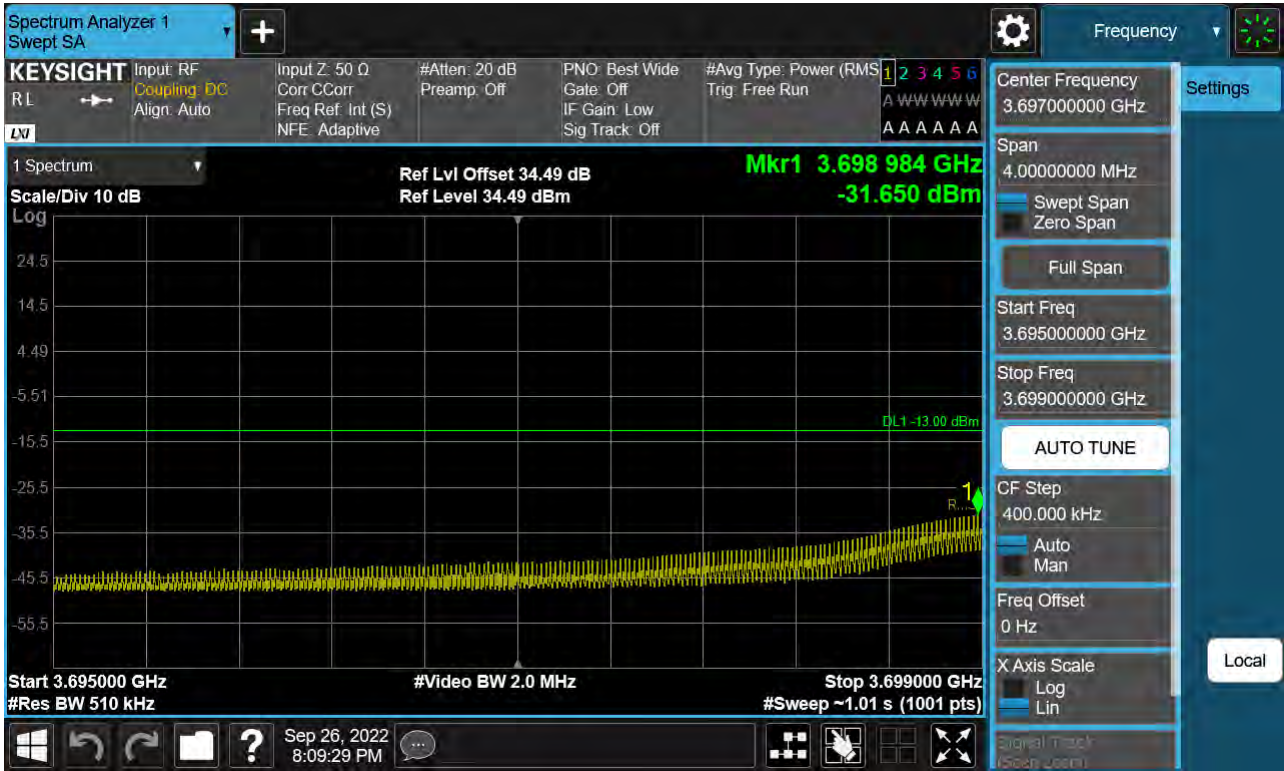 Spectrum Analyzer 1
Swept SA
Frequency
KEYSIGHT
R L
LXI
Input: RF
Coupling: DC
Align: Auto
Input Z: 50 Ω
Corr CCorr
Freq Ref: Int (S)
NFE: Adaptive
#Atten: 20 dB
Preamp: Off
PNO: Best Wide
Gate: Off
IF Gain: Low
Sig Track: Off
#Avg Type: Power (RMS
Trig: Free Run
1 2 3 4 5 6
A W W W W W
A A A A A A
1 Spectrum
Scale/Div 10 dB
Log
Ref Lvl Offset 34.49 dB
Ref Level 34.49 dBm
Mkr1 3.698 984 GHz
-31.650 dBm
24.5
14.5
4.49
-5.51
DL1 -13.00 dBm
-15.5
-25.5
1
R...
-35.5
-45.5
-55.5
Start 3.695000 GHz
#Video BW 2.0 MHz
Stop 3.699000 GHz
#Res BW 510 kHz
#Sweep ~1.01 s (1001 pts)
Center Frequency
3.697000000 GHz
Settings
Span
4.00000000 MHz
Swept Span
Zero Span
Full Span
Start Freq
3.695000000 GHz
Stop Freq
3.699000000 GHz
AUTO TUNE
CF Step
400.000 kHz
Auto
Man
Freq Offset
0 Hz
X Axis Scale
Log
Lin
Local
Signal Track
(Span Zoom)
?
Sep 26, 2022
8:09:29 PM